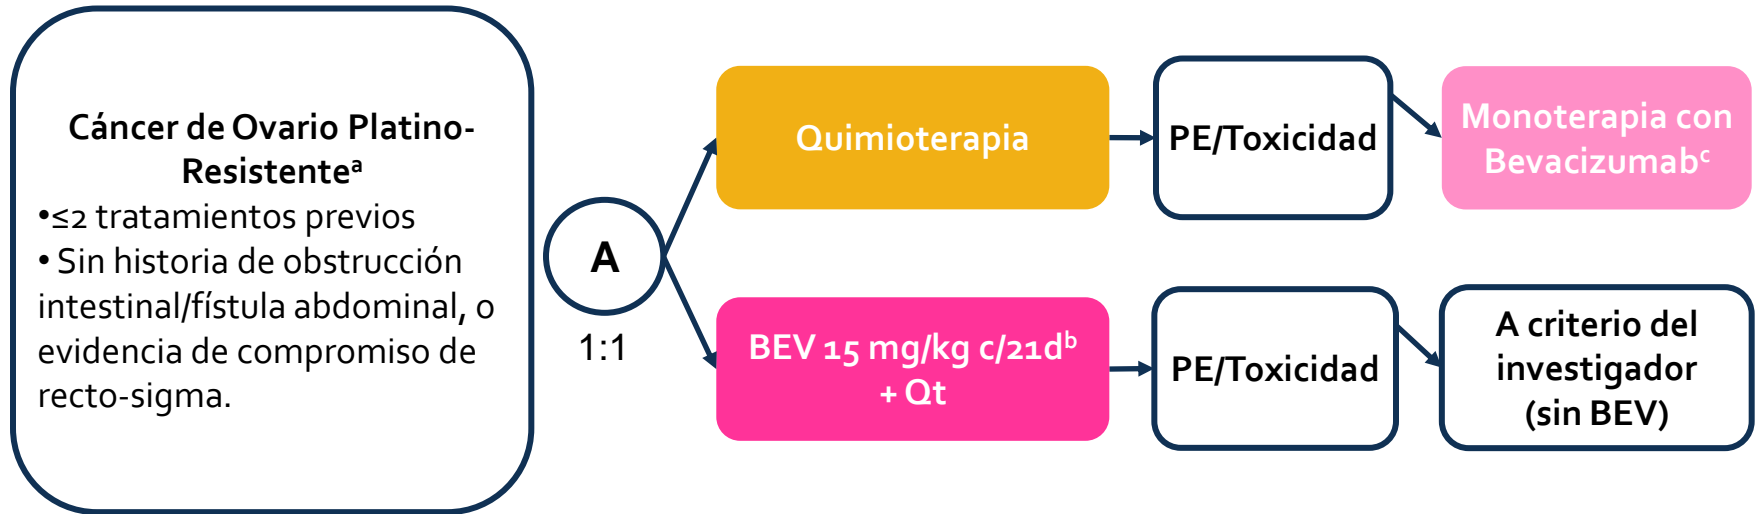 Cáncer de Ovario Platino-
Resistenteᵃ
•≤2 tratamientos previos
• Sin historia de obstrucción
intestinal/fístula abdominal, o
evidencia de compromiso de
recto-sigma.
A
1:1
Quimioterapia
PE/Toxicidad
Monoterapia con
Bevacizumabᶜ
BEV 15 mg/kg c/21dᵇ
+ Qt
PE/Toxicidad
A criterio del
investigador
(sin BEV)